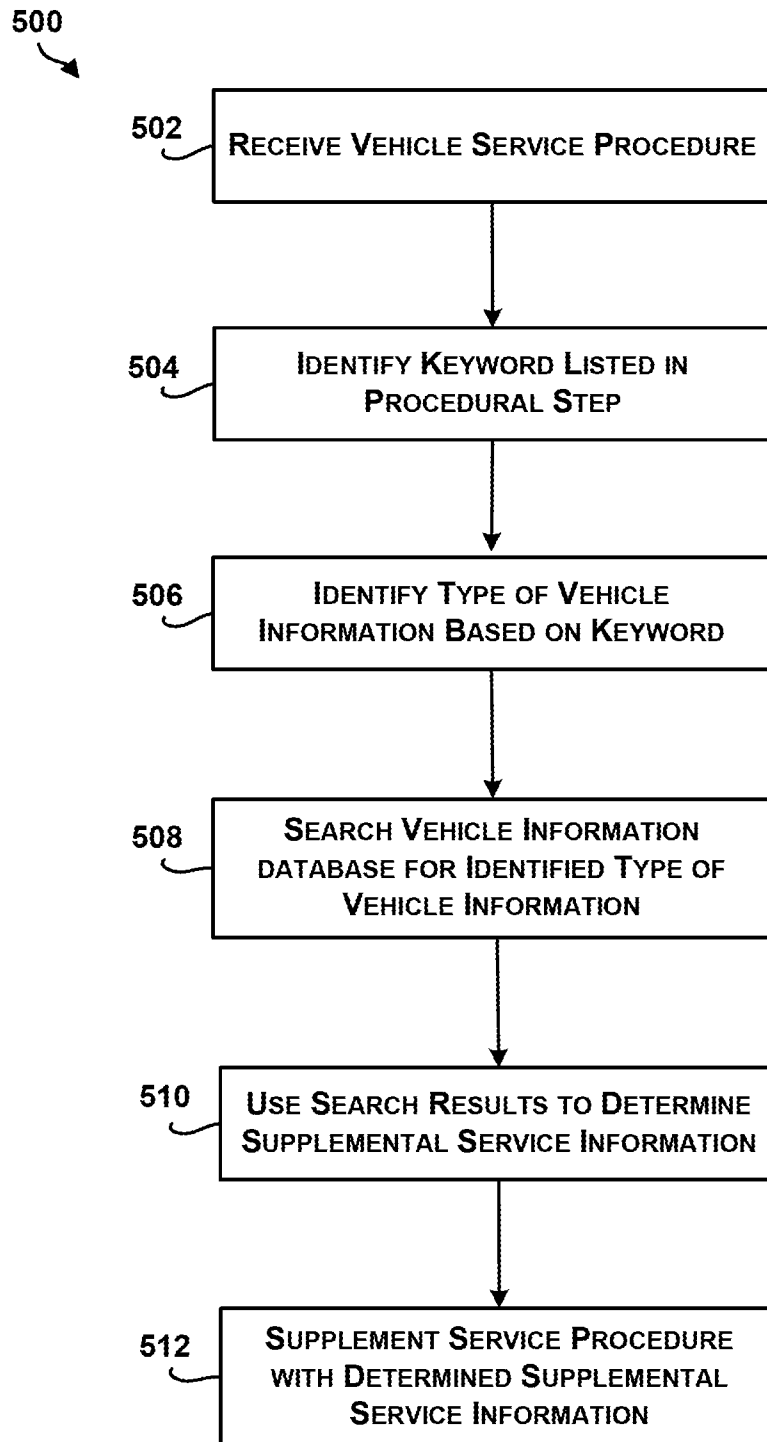 500
502
RECEIVE VEHICLE SERVICE PROCEDURE
504
IDENTIFY KEYWORD LISTED IN
PROCEDURAL STEP
506
IDENTIFY TYPE OF VEHICLE
INFORMATION BASED ON KEYWORD
508
SEARCH VEHICLE INFORMATION
DATABASE FOR IDENTIFIED TYPE OF
VEHICLE INFORMATION
510
USE SEARCH RESULTS TO DETERMINE
SUPPLEMENTAL SERVICE INFORMATION
512
SUPPLEMENT SERVICE PROCEDURE
WITH DETERMINED SUPPLEMENTAL
SERVICE INFORMATION